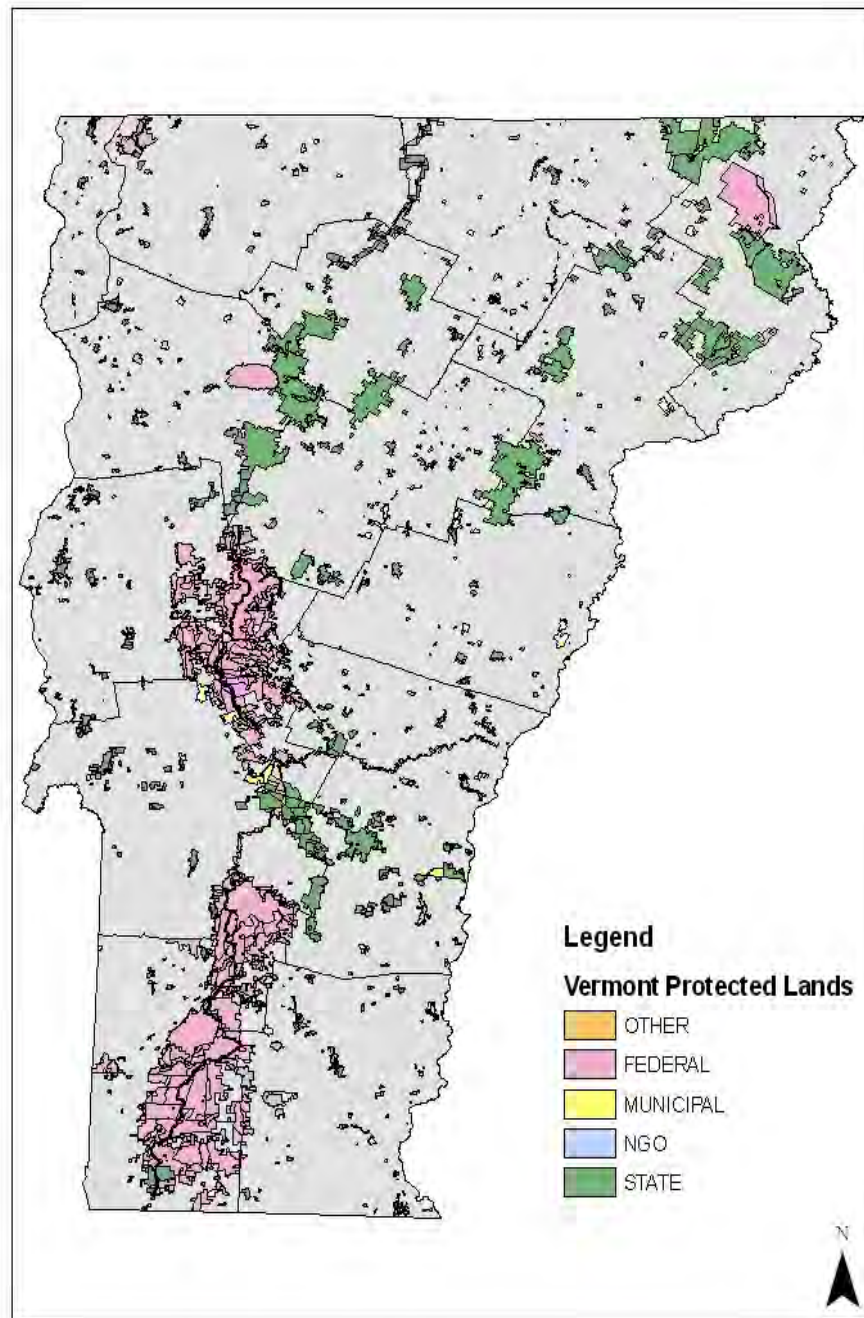 Legend
Vermont Protected Lands
OTHER
FEDERAL
MUNICIPAL
NGO
STATE
N